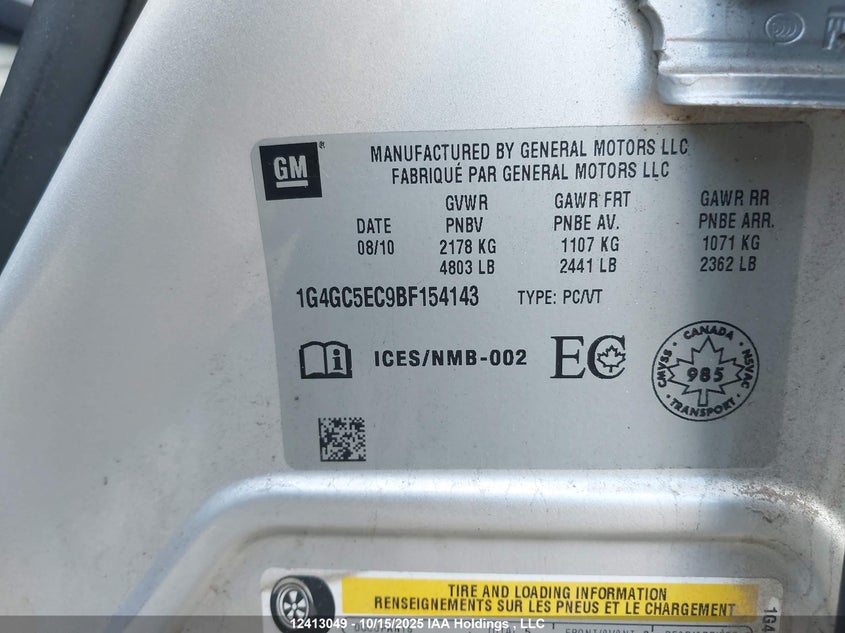 GM
MANUFACTURED BY GENERAL MOTORS LLC
FABRIQUÉ PAR GENERAL MOTORS LLC
GVWR GAWR FRT GAWR RR
DATE PNBV PNBE AV. PNBE ARR.
08/10 2178 KG 1107 KG 1071 KG
4803 LB 2441 LB 2362 LB
1G4GC5EC9BF154143 TYPE: PC/VT
i ICES/NMB-002 EC
CANADA
CMVSS 985 NSVAC
TRANSPORT
TIRE AND LOADING INFORMATION
RENSEIGNEMENTS SUR LES PNEUS ET LE CHARGEMENT
1G4
12413049 - 10/15/2025 IAA Holdings , LLC